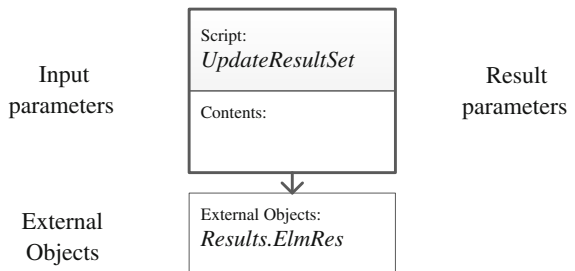 Script:
UpdateResultSet
Input
parameters
Result
parameters
Contents:
External
Objects
External Objects:
Results.ElmRes